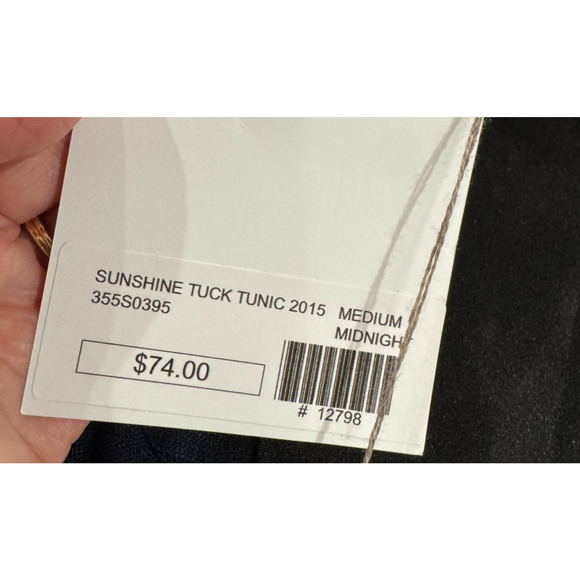 SUNSHINE TUCK TUNIC 2015 MEDIUM
355S0395 MIDNIGHT
$74.00
# 12798